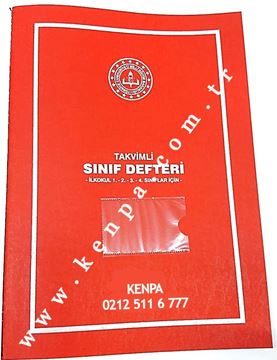 TAKVİMLİ
SINIF DEFTERİ
- İLKOKUL 1. - 2. - 3. - 4. SINIFLAR İÇİN -
KENPA
0212 511 6 777
www.kenpa.com.tr